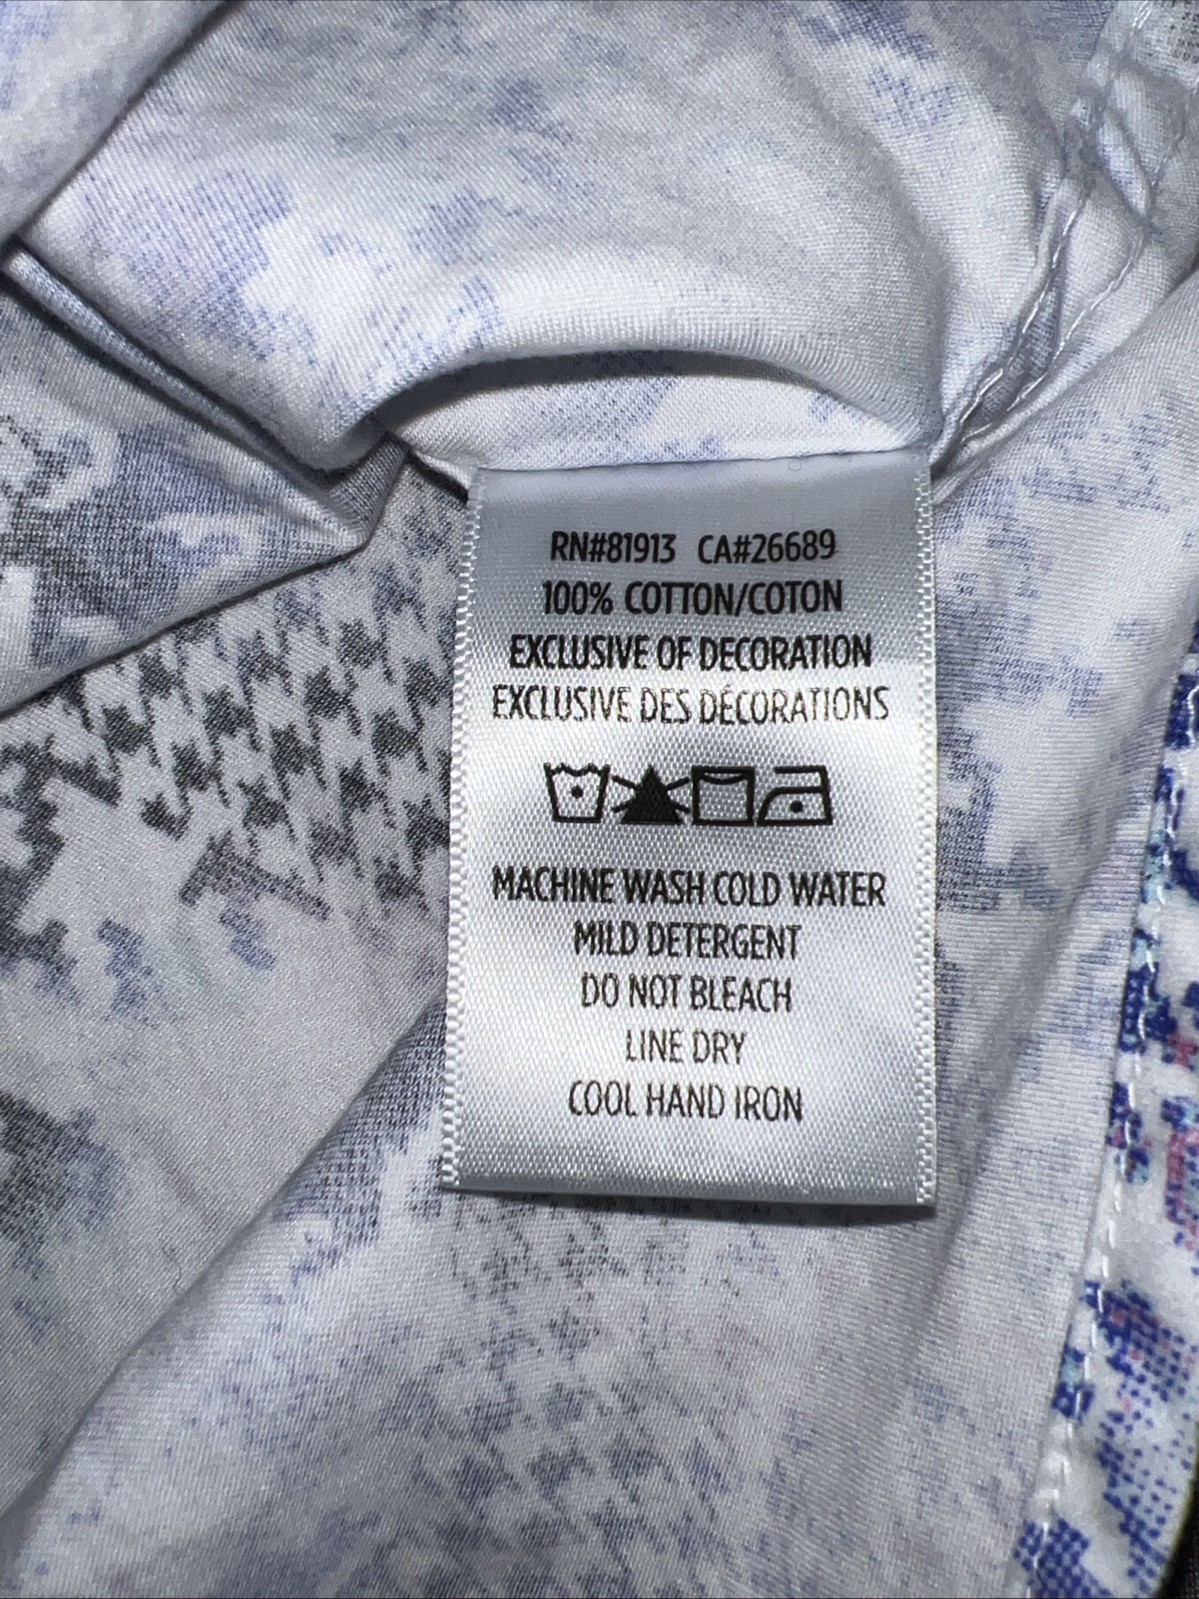 RN#81913 CA#26689
100% COTTON/COTON
EXCLUSIVE OF DECORATION
EXCLUSIVE DES DÉCORATIONS
MACHINE WASH COLD WATER
MILD DETERGENT
DO NOT BLEACH
LINE DRY
COOL HAND IRON